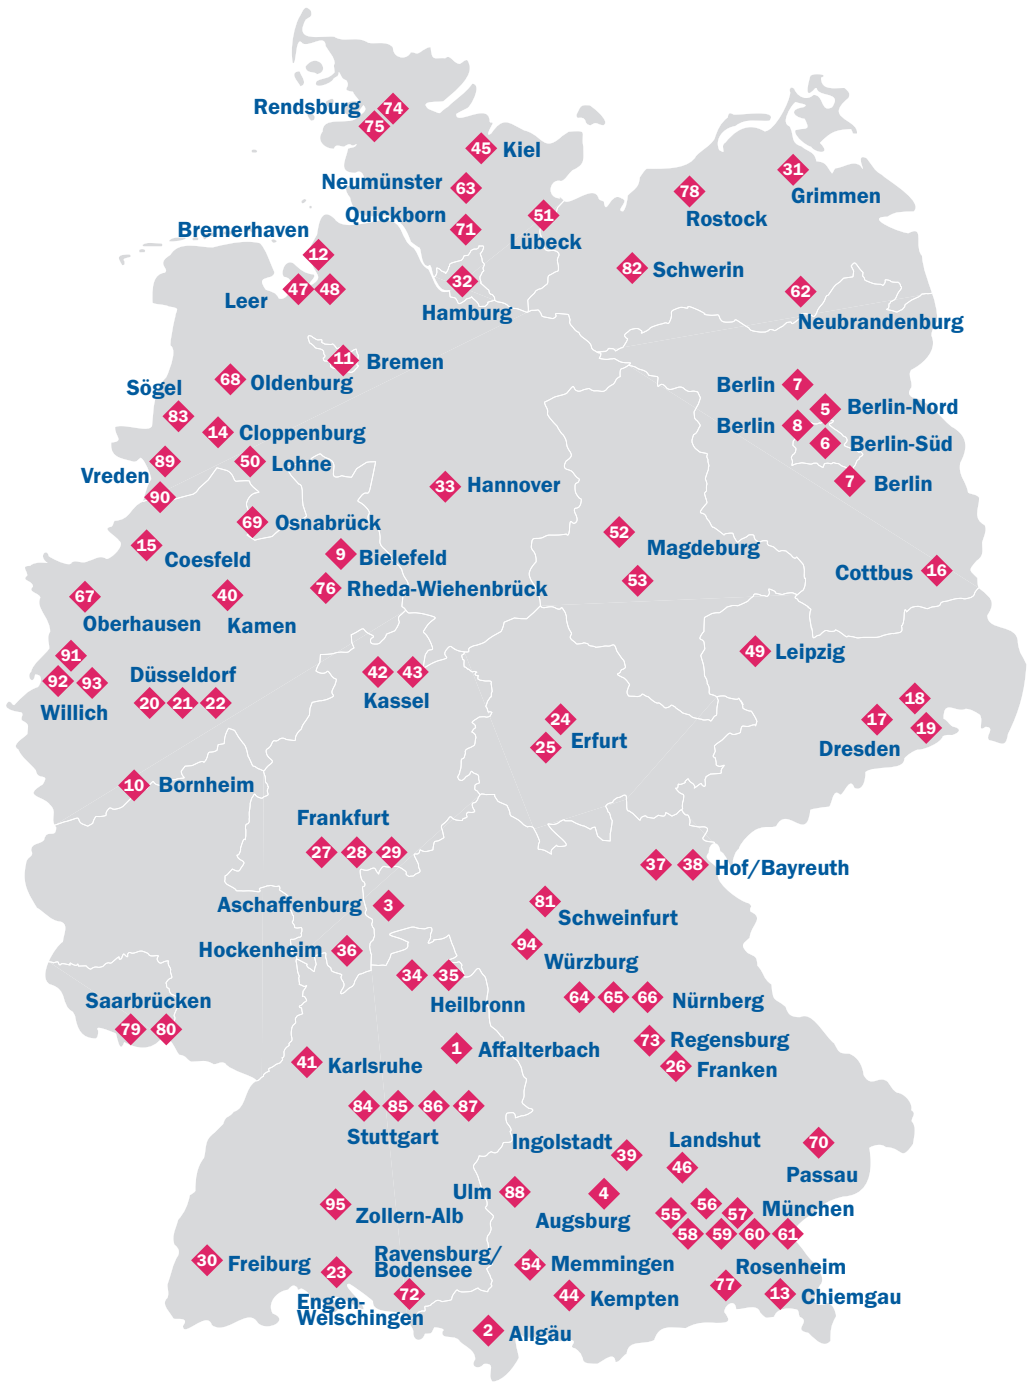 74
Rendsburg
75
45 Kiel
Neumünster 63
31
Grimmen
78
Rostock
Quickborn
71
51
Lübeck
Bremerhaven
12
82 Schwerin
47 48
Leer
32
Hamburg
62
Neubrandenburg
11 Bremen
68 Oldenburg
Sögel
83
Berlin 7
5 Berlin-Nord
Berlin 8
6 Berlin-Süd
14 Cloppenburg
89
Vreden
90
50 Lohne
7 Berlin
33 Hannover
69 Osnabrück
15
Coesfeld
9 Bielefeld
52
Magdeburg
53
76 Rheda-Wiehenbrück
Cottbus 16
67
Oberhausen
40
Kamen
91
92 93
Willich
Düsseldorf
20 21 22
42 43
Kassel
49 Leipzig
18
17
19
Dresden
24
25
Erfurt
10 Bornheim
Frankfurt
27 28 29
37 38 Hof/Bayreuth
Aschaffenburg 3
81
Schweinfurt
Hockenheim 36
94
Würzburg
34 35
Heilbronn
64 65 66 Nürnberg
Saarbrücken
79 80
73 Regensburg
26 Franken
1 Affalterbach
41 Karlsruhe
84 85 86 87
Stuttgart
Ingolstadt
39
Landshut
46
70
Passau
Ulm 88
4
Augsburg
95
Zollern-Alb
55 56 57 München
58 59 60 61
30 Freiburg
23
Engen-
Welschingen
Ravensburg/
Bodensee
72
54 Memmingen
Rosenheim
77
13 Chiemgau
44 Kempten
2 Allgäu